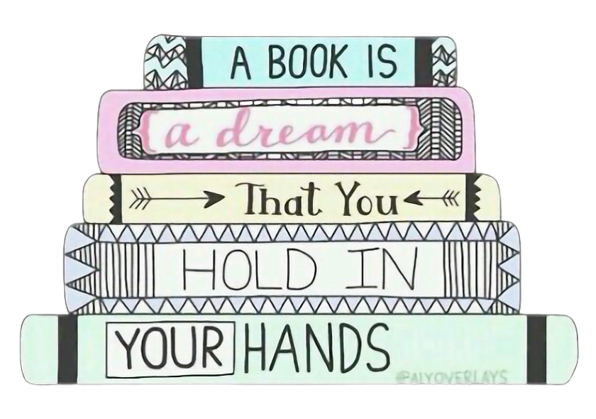 A BOOK IS
a dream
That You
HOLD IN
YOUR HANDS
@ALYOVERLAYS